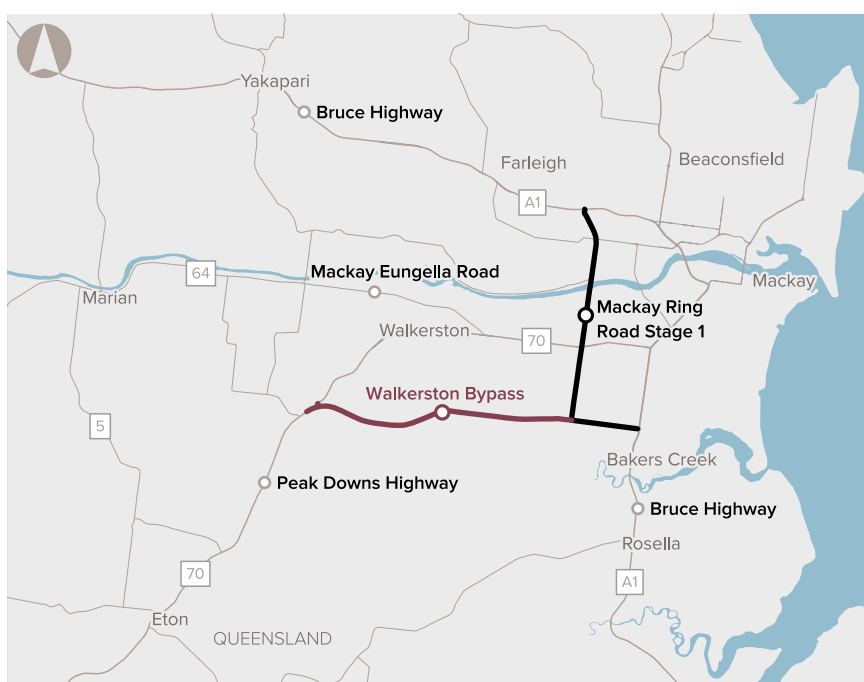 Yakapari
Bruce Highway
Farleigh
Beaconsfield
A1
64
Mackay Eungella Road
Mackay
Marian
Mackay Ring
Road Stage 1
Walkerston
70
Walkerston Bypass
5
Bakers Creek
Peak Downs Highway
Bruce Highway
Rosella
70
A1
Eton
QUEENSLAND